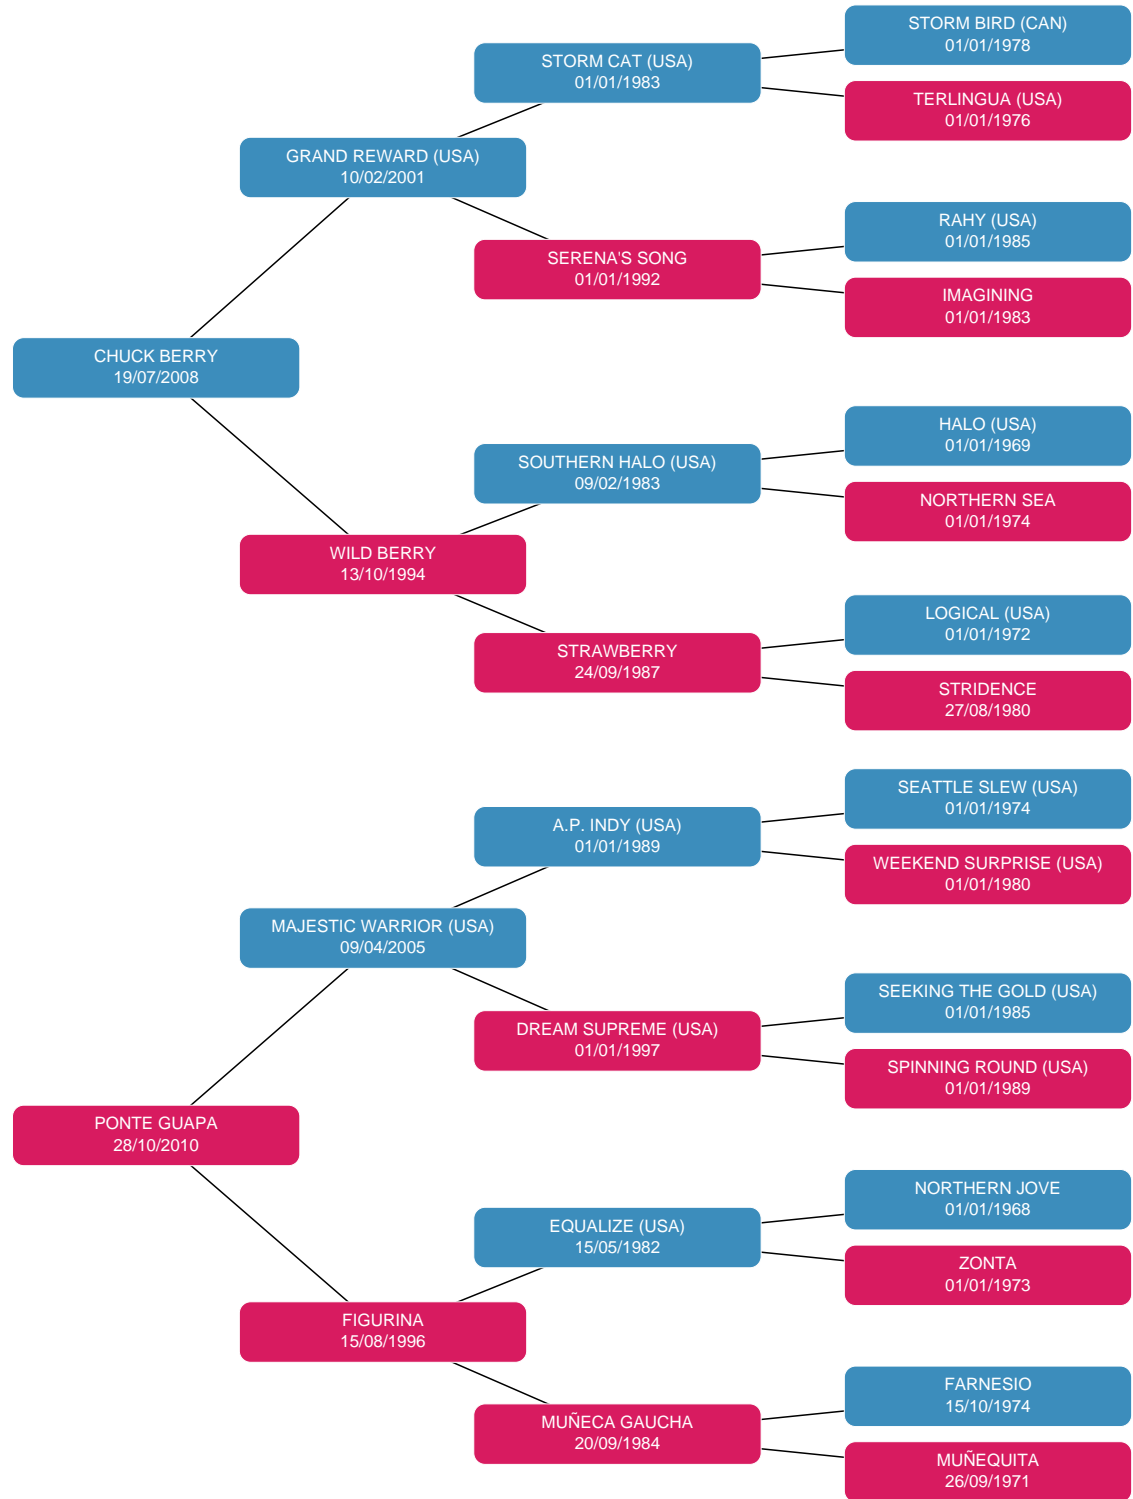 STORM BIRD (CAN)
01/01/1978
STORM CAT (USA)
01/01/1983
TERLINGUA (USA)
01/01/1976
GRAND REWARD (USA)
10/02/2001
RAHY (USA)
01/01/1985
SERENA'S SONG
01/01/1992
IMAGINING
01/01/1983
CHUCK BERRY
19/07/2008
HALO (USA)
01/01/1969
SOUTHERN HALO (USA)
09/02/1983
NORTHERN SEA
01/01/1974
WILD BERRY
13/10/1994
LOGICAL (USA)
01/01/1972
STRAWBERRY
24/09/1987
STRIDENCE
27/08/1980
SEATTLE SLEW (USA)
01/01/1974
A.P. INDY (USA)
01/01/1989
WEEKEND SURPRISE (USA)
01/01/1980
MAJESTIC WARRIOR (USA)
09/04/2005
SEEKING THE GOLD (USA)
01/01/1985
DREAM SUPREME (USA)
01/01/1997
SPINNING ROUND (USA)
01/01/1989
PONTE GUAPA
28/10/2010
NORTHERN JOVE
01/01/1968
EQUALIZE (USA)
15/05/1982
ZONTA
01/01/1973
FIGURINA
15/08/1996
FARNESIO
15/10/1974
MUÑECA GAUCHA
20/09/1984
MUÑEQUITA
26/09/1971